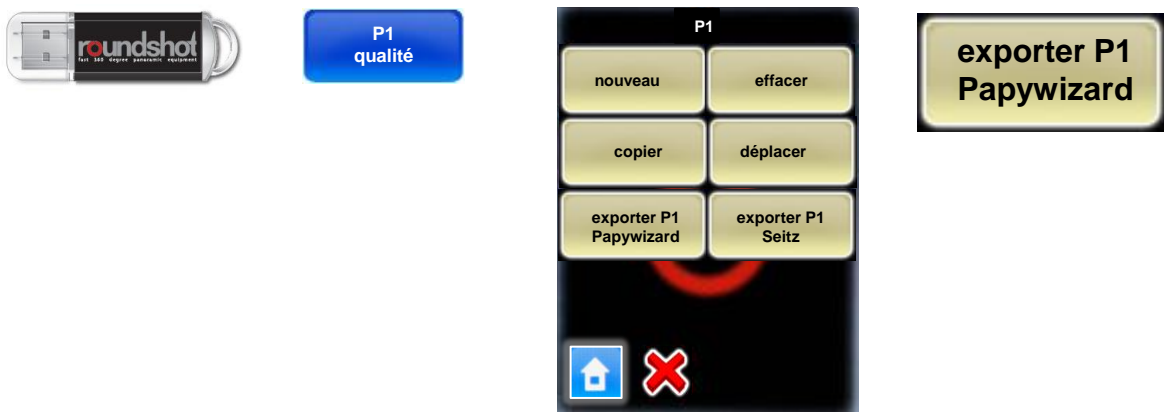 roundshot
fast 360 degree panoramic equipment
P1
qualité
P1
nouveau
effacer
copier
déplacer
exporter P1
Papywizard
exporter P1
Seitz
exporter P1
Papywizard